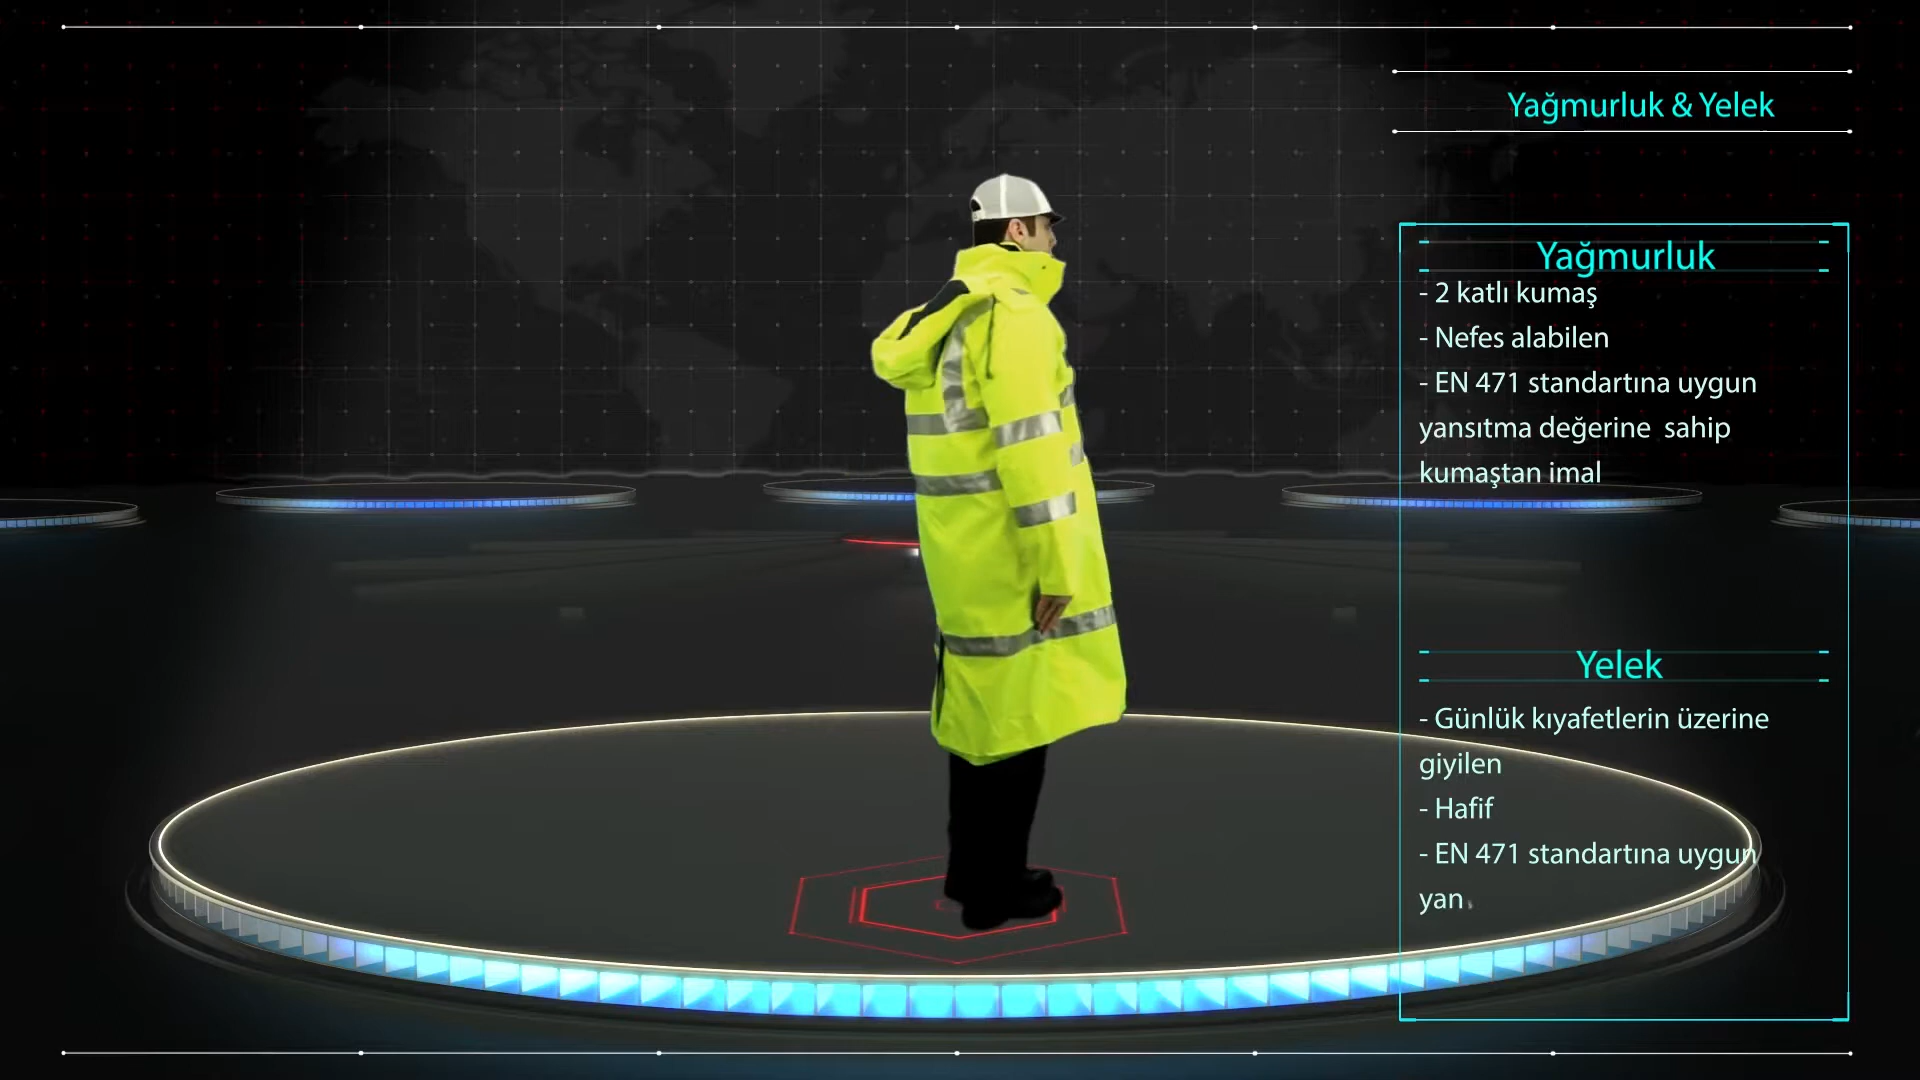 Yağmurluk & Yelek
Yağmurluk
- 2 katlı kumaş
- Nefes alabilen
- EN 471 standartına uygun
yansıtma değerine  sahip
kumaştan imal
Yelek
- Günlük kıyafetlerin üzerine
giyilen
- Hafif
- EN 471 standartına uygun
yan